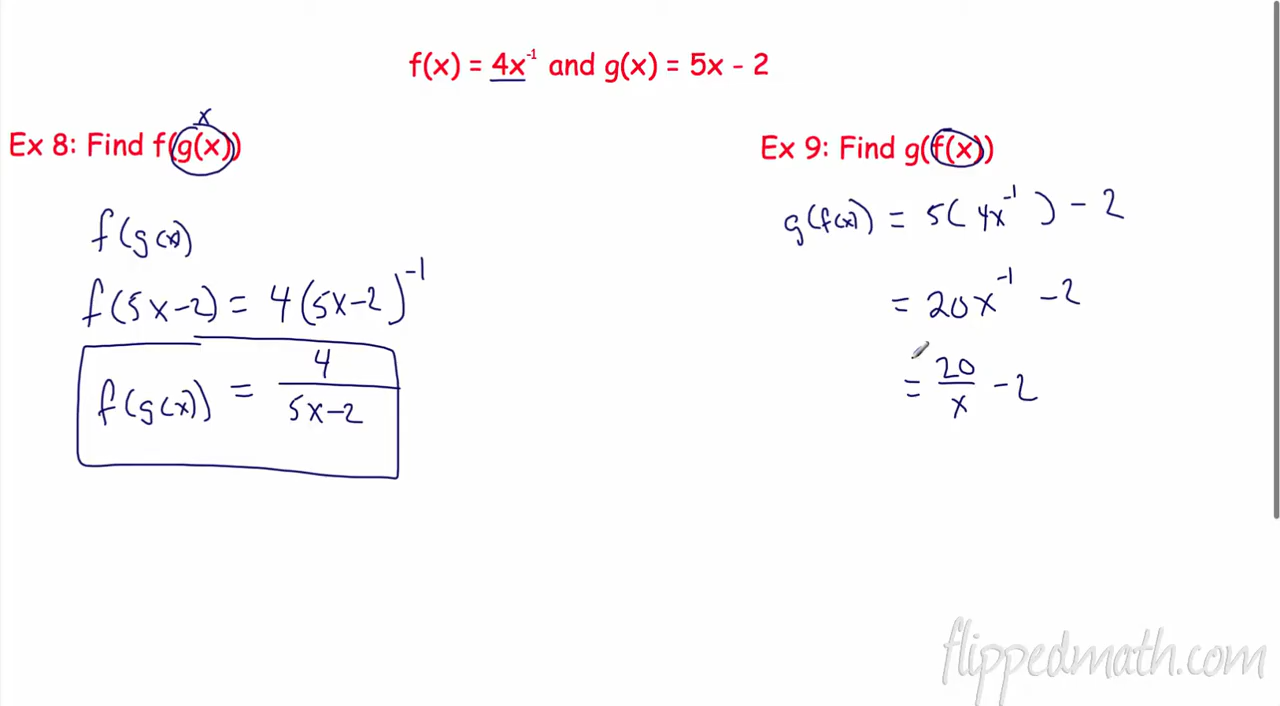 f(x) = 4x⁻¹ and g(x) = 5x - 2
x
Ex 8: Find f(g(x))
f(g(x)
f(5x-2) = 4(5x-2)⁻¹
f(g(x)) = 4/(5x-2)
Ex 9: Find g(f(x))
g(f(x)) = 5(4x⁻¹) - 2
= 20x⁻¹ - 2
= 20/x - 2
flippedmath.com